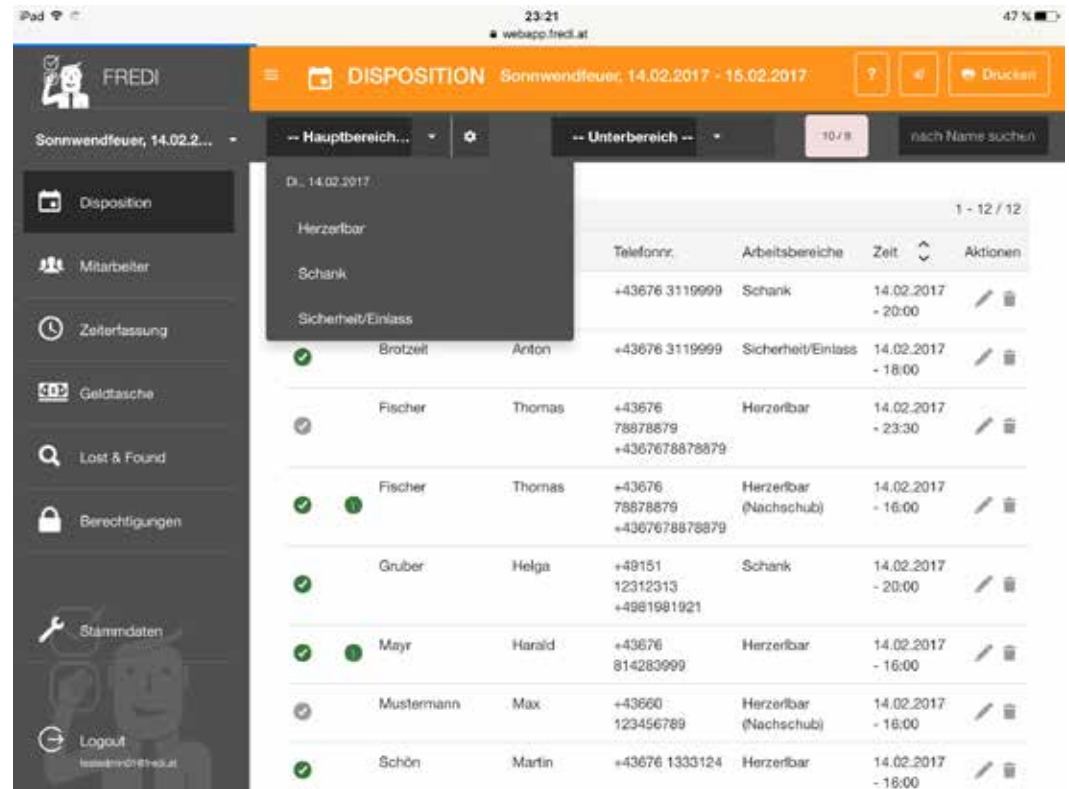 iPad
23:21
47 %
webapp.fredi.at
FREDI
DISPOSITION Sonnwendfeuer, 14.02.2017 - 15.02.2017
?
Drucken
Sonnwendfeuer, 14.02.2...
-- Hauptbereich...
-- Unterbereich --
10 / 8
nach Name suchen
Di., 14.02.2017
Herzerlbar
Schank
Sicherheit/Einlass
Disposition
Mitarbeiter
Zeiterfassung
Geldtasche
Lost & Found
Berechtigungen
Stammdaten
Logout
1 - 12 / 12
Telefonnr. Arbeitsbereiche Zeit Aktionen
+43676 3119999 Schank 14.02.2017
- 20:00
Brotzeit Anton +43676 3119999 Sicherheit/Einlass 14.02.2017
- 18:00
Fischer Thomas +43676 Herzerlbar 14.02.2017
78878879 - 23:30
+4367678878879
Fischer Thomas +43676 Herzerlbar 14.02.2017
78878879 (Nachschub) - 16:00
+4367678878879
Gruber Helga +49151 Schank 14.02.2017
12312313 - 20:00
+4981981921
Mayr Harald +43676 Herzerlbar 14.02.2017
814283999 - 16:00
Mustermann Max +43660 Herzerlbar 14.02.2017
123456789 (Nachschub) - 16:00
Schön Martin +43676 1333124 Herzerlbar 14.02.2017
- 16:00